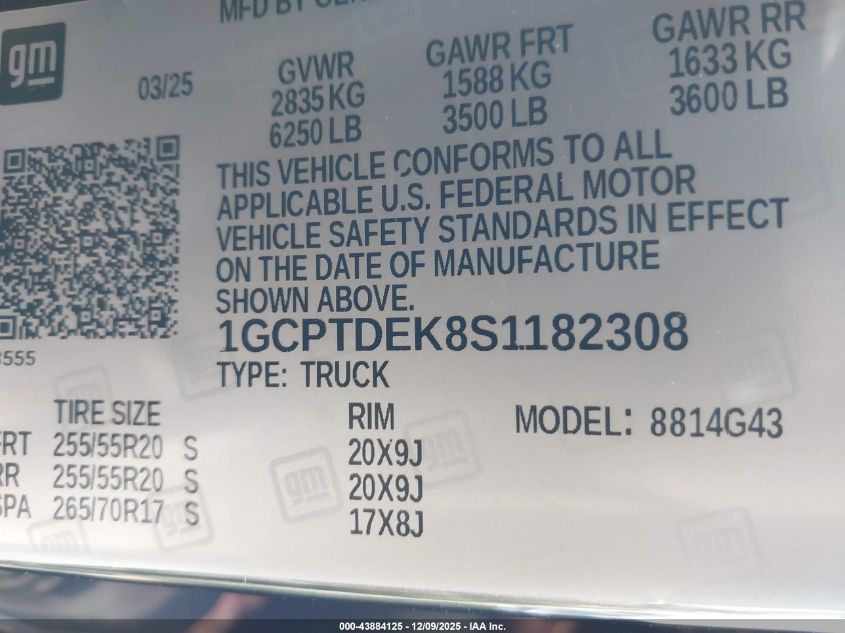 MFD BY
gm
03/25
GVWR
2835 KG
6250 LB
GAWR FRT
1588 KG
3500 LB
GAWR RR
1633 KG
3600 LB
THIS VEHICLE CONFORMS TO ALL
APPLICABLE U.S. FEDERAL MOTOR
VEHICLE SAFETY STANDARDS IN EFFECT
ON THE DATE OF MANUFACTURE
SHOWN ABOVE.
1GCPTDEK8S1182308
TYPE: TRUCK
TIRE SIZE RIM MODEL: 8814G43
FRT 255/55R20 S 20X9J
RR 255/55R20 S 20X9J
SPA 265/70R17 S 17X8J
000-43884125 - 12/09/2025 - IAA Inc.